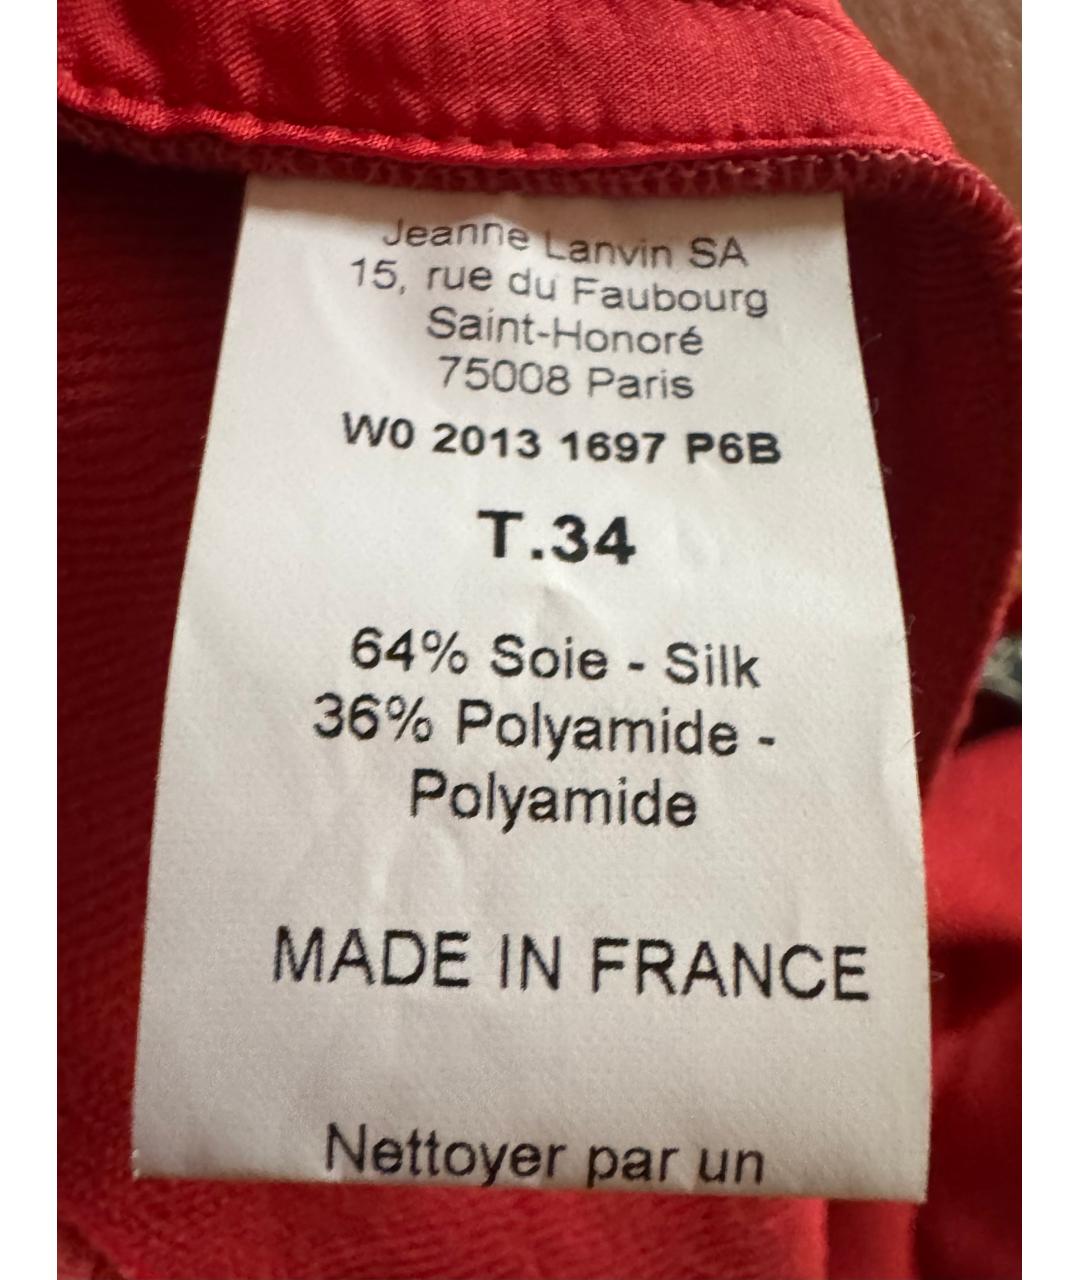 Jeanne Lanvin SA
15, rue du Faubourg
Saint-Honoré
75008 Paris
W0 2013 1697 P6B
T.34
64% Soie - Silk
36% Polyamide -
Polyamide
MADE IN FRANCE
Nettoyer par un